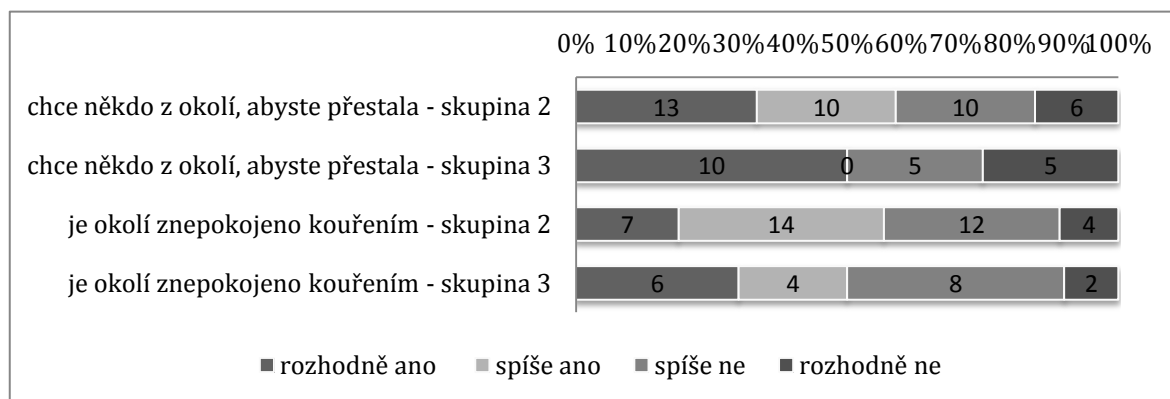 0% 10%20%30%40%50%60%70%80%90%100%
chce někdo z okolí, abyste přestala - skupina 2 13 10 10 6
chce někdo z okolí, abyste přestala - skupina 3 10 0 5 5
je okolí znepokojeno kouřením - skupina 2 7 14 12 4
je okolí znepokojeno kouřením - skupina 3 6 4 8 2
rozhodně ano spíše ano spíše ne rozhodně ne